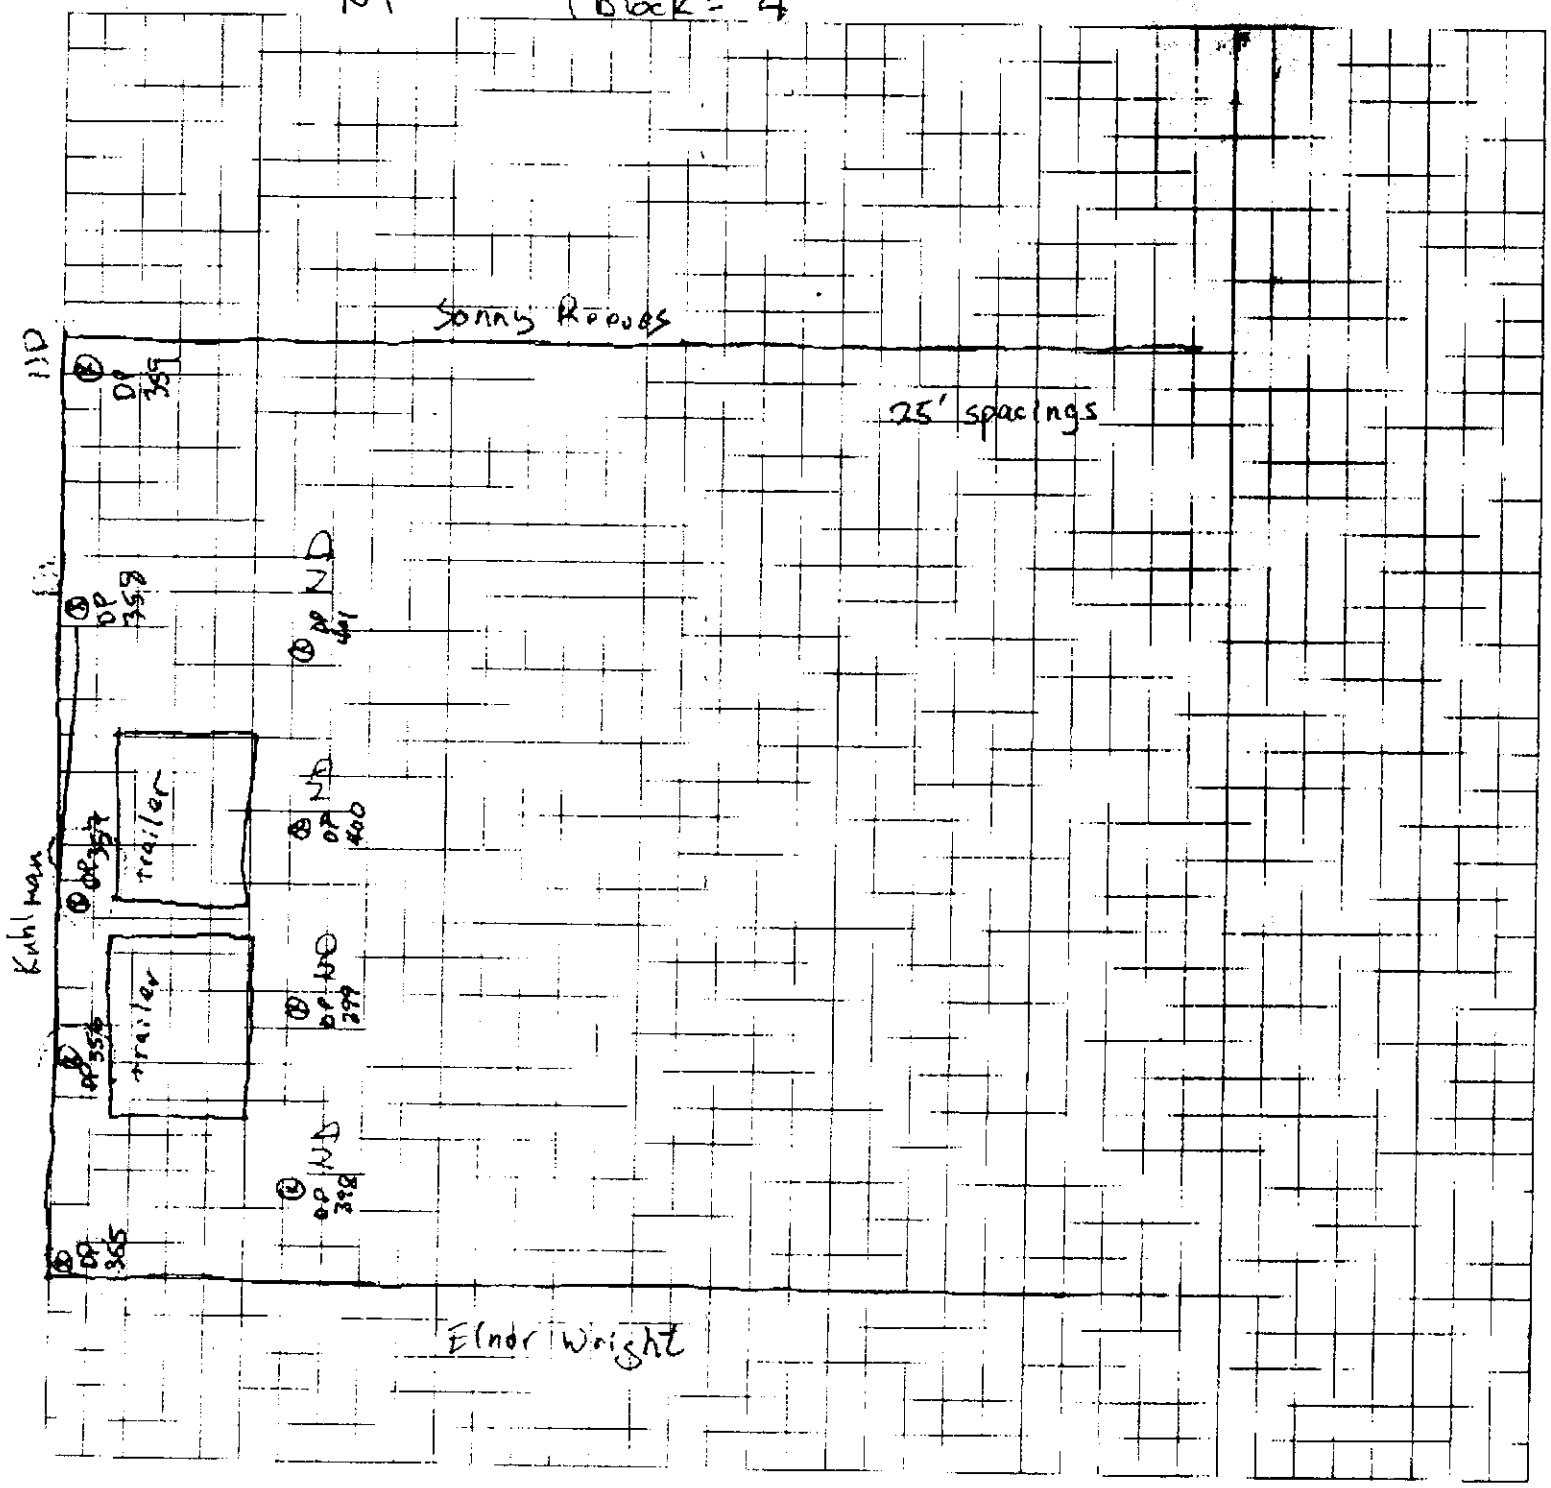 1 Block = 4
Sonny Reeves
25' spacings
DP
359
DP
358
ND
DP
401
trailer
DP 357
ND
DP
400
Kuhlman
trailer
DP 356
ND
DP
399
ND
DP
398
DP
365
Elnor Wright